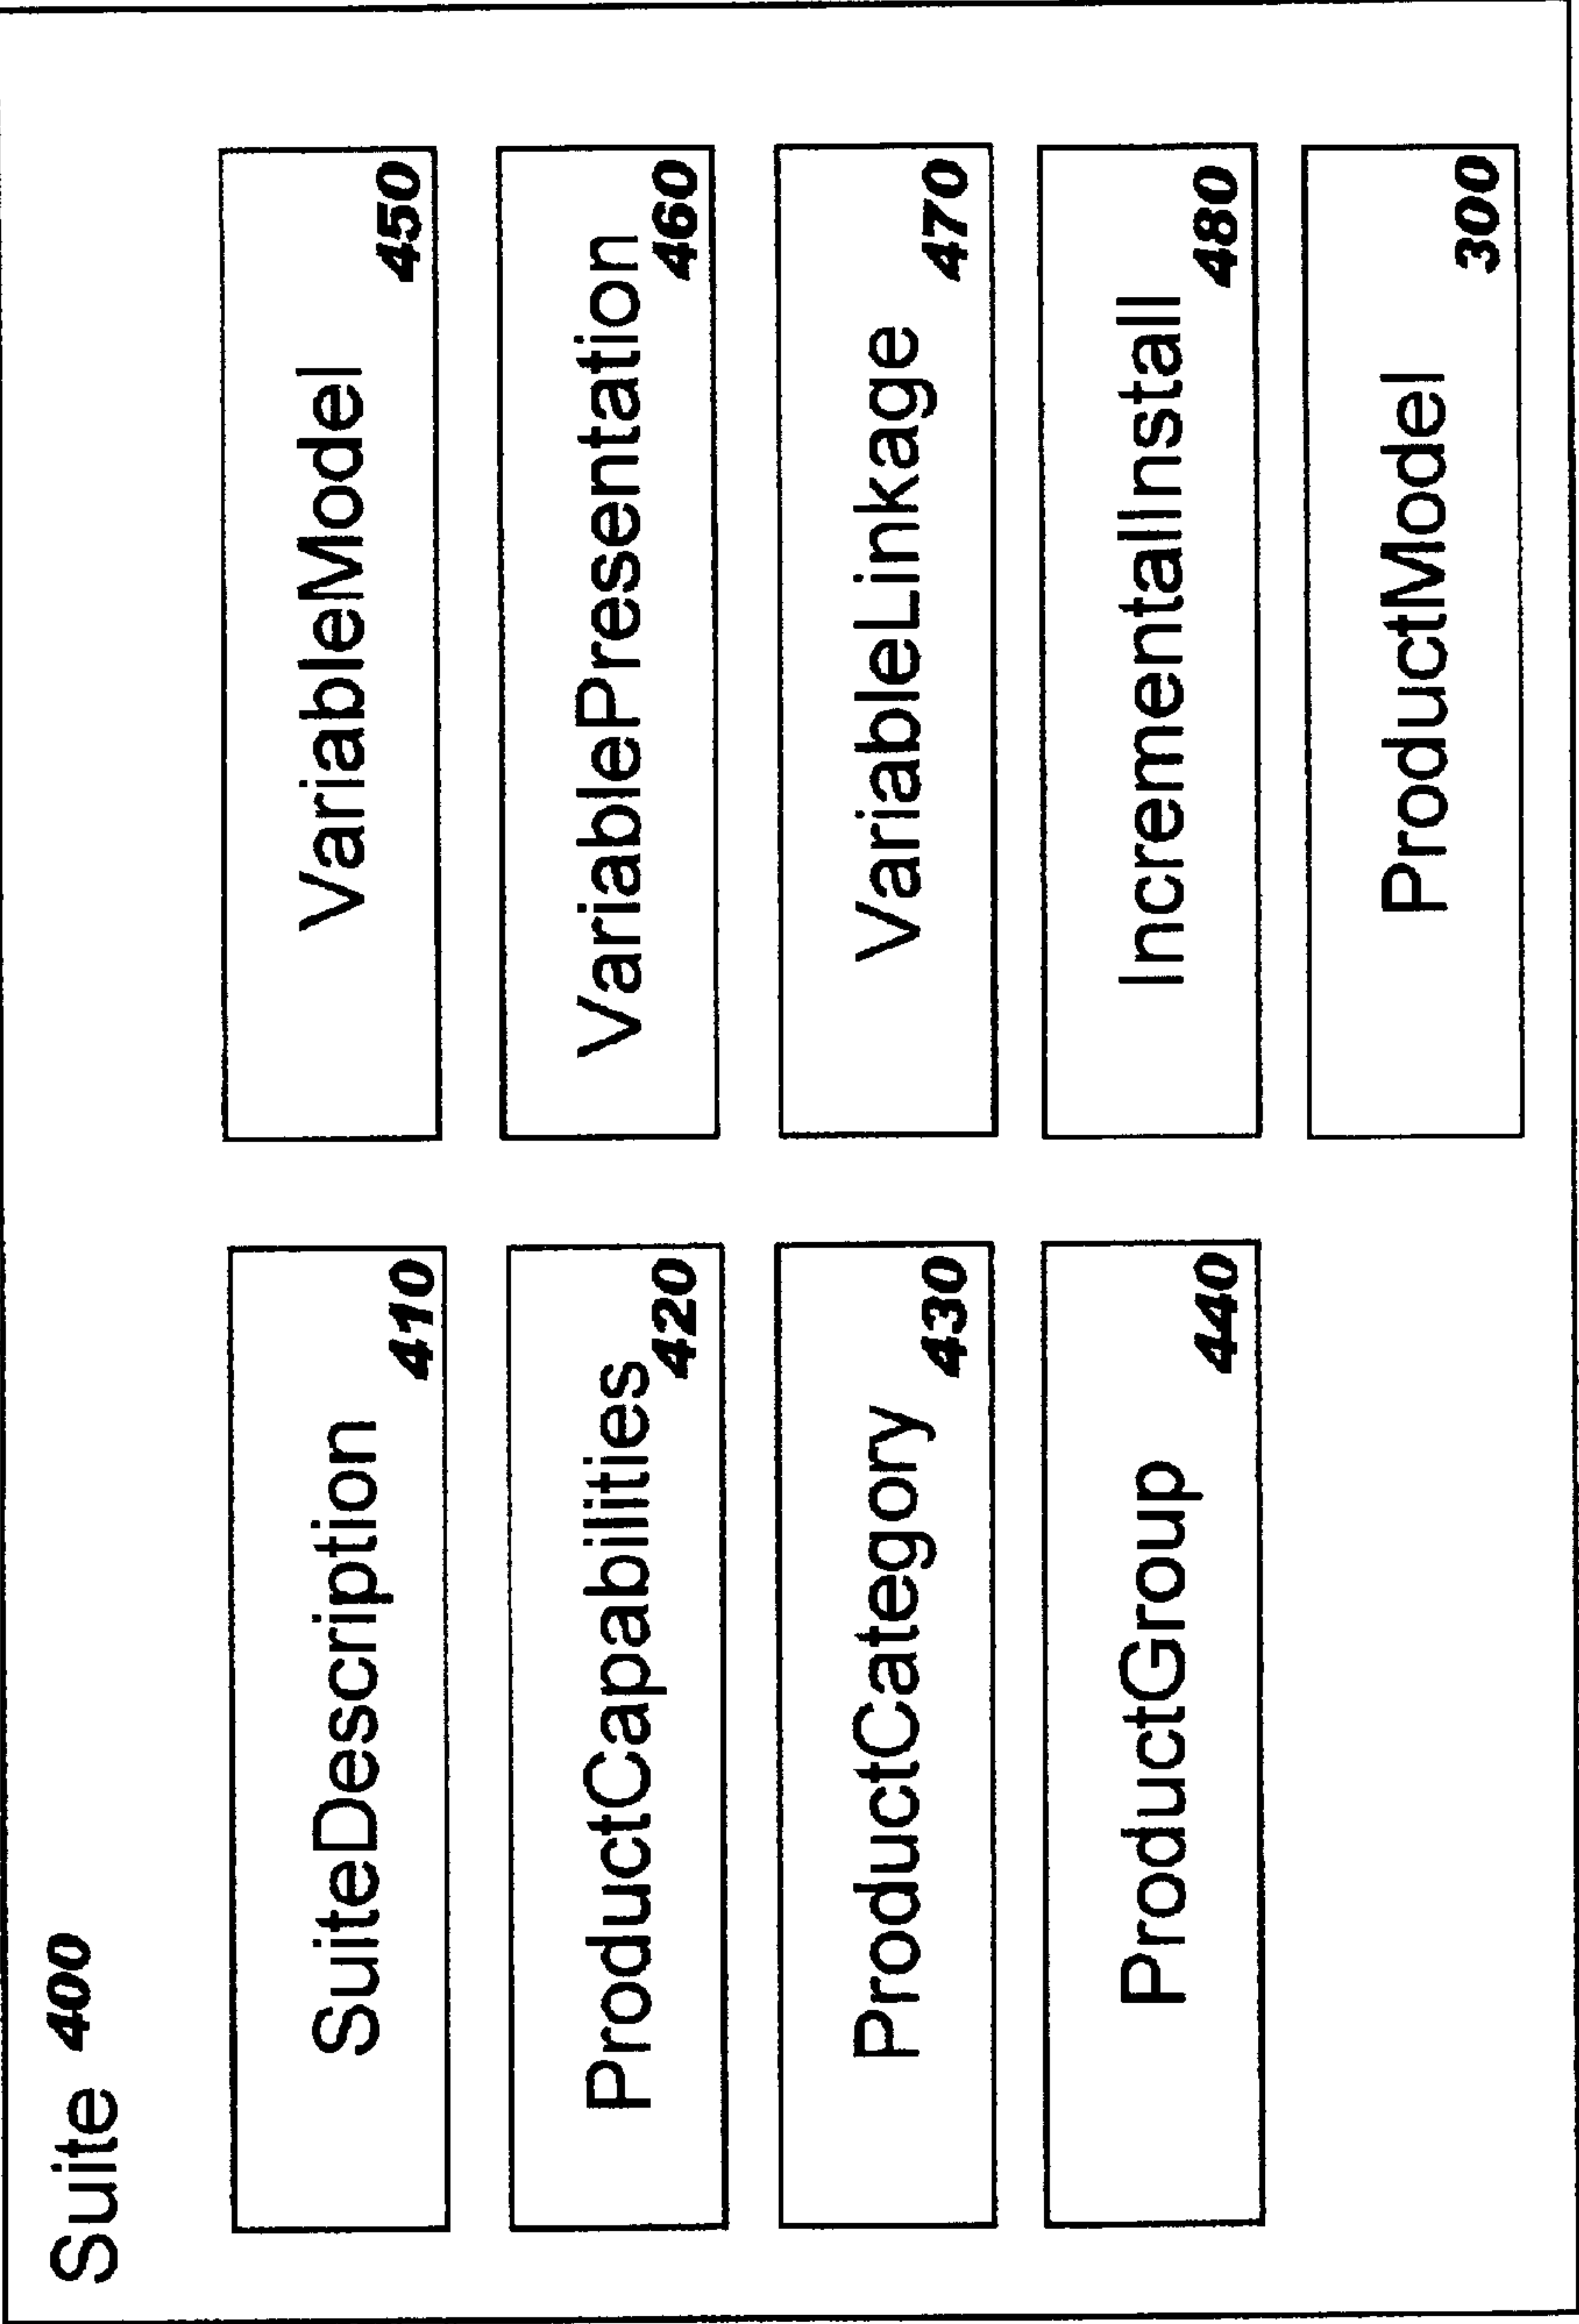 Suite 400
SuiteDescription
410
ProductCapabilities
420
ProductCategory
430
ProductGroup
440
VariableModel
450
VariablePresentation
460
VariableLinkage
470
IncrementalInstall
480
ProductModel
300